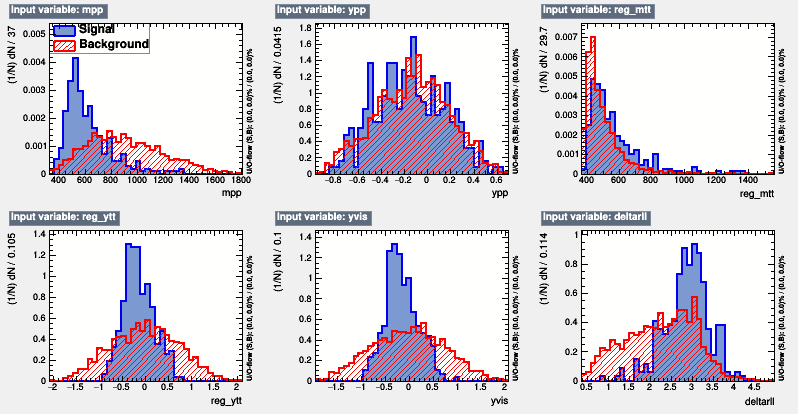 Input variable: mpp
Signal
Background
(1/N) dN / 37
0.005
0.004
0.003
0.002
0.001
0
400 600 800 1000 1200 1400 1600 1800
mpp
U/O-flow (S,B): (0.0, 0.0)% / (0.0, 0.0)%
Input variable: ypp
(1/N) dN / 0.0415
1.8
1.6
1.4
1.2
1
0.8
0.6
0.4
0.2
0
−0.8 −0.6 −0.4 −0.2 0 0.2 0.4 0.6
ypp
U/O-flow (S,B): (0.0, 0.0)% / (0.0, 0.0)%
Input variable: reg_mtt
(1/N) dN / 29.7
0.007
0.006
0.005
0.004
0.003
0.002
0.001
0
400 600 800 1000 1200 1400
reg_mtt
U/O-flow (S,B): (0.0, 0.0)% / (0.0, 0.0)%
Input variable: reg_ytt
(1/N) dN / 0.105
1.4
1.2
1
0.8
0.6
0.4
0.2
0
−2 −1.5 −1 −0.5 0 0.5 1 1.5 2
reg_ytt
U/O-flow (S,B): (0.0, 0.0)% / (0.0, 0.0)%
Input variable: yvis
(1/N) dN / 0.1
1.4
1.2
1
0.8
0.6
0.4
0.2
0
−1.5 −1 −0.5 0 0.5 1 1.5
yvis
U/O-flow (S,B): (0.0, 0.0)% / (0.0, 0.0)%
Input variable: deltarll
(1/N) dN / 0.114
1
0.8
0.6
0.4
0.2
0
0.5 1 1.5 2 2.5 3 3.5 4 4.5
deltarll
U/O-flow (S,B): (0.0, 0.0)% / (0.0, 0.0)%